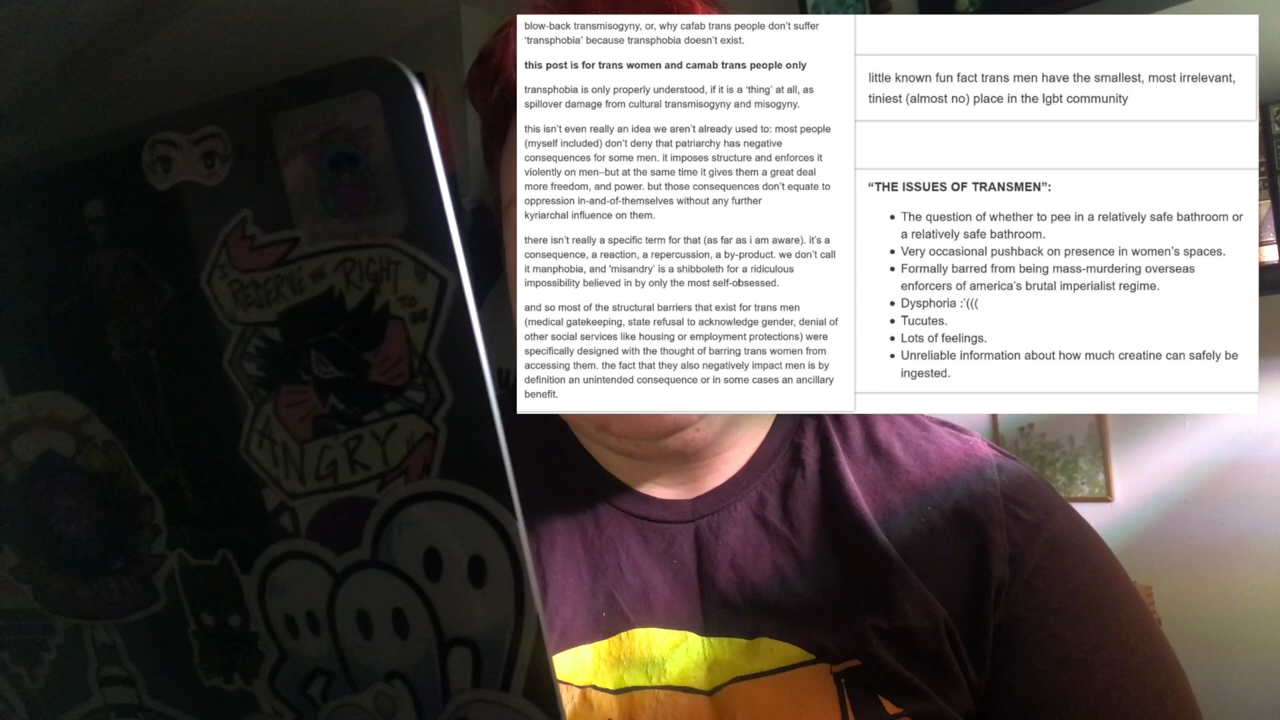 blow-back transmisogyny, or, why cafab trans people don't suffer
'transphobia' because transphobia doesn't exist.
this post is for trans women and camab trans people only
transphobia is only properly understood, if it is a 'thing' at all, as
spillover damage from cultural transmisogyny and misogyny.
this isn't even really an idea we aren't already used to: most people
(myself included) don't deny that patriarchy has negative
consequences for some men. it imposes structure and enforces it
violently on men–but at the same time it gives them a great deal
more freedom, and power. but those consequences don't equate to
oppression in-and-of-themselves without any further
kyriarchal influence on them.
there isn't really a specific term for that (as far as i am aware). it's a
consequence, a reaction, a repercussion, a by-product. we don't call
it manphobia, and 'misandry' is a shibboleth for a ridiculous
impossibility believed in by only the most self-obsessed.
and so most of the structural barriers that exist for trans men
(medical gatekeeping, state refusal to acknowledge gender, denial of
other social services like housing or employment protections) were
specifically designed with the thought of barring trans women from
accessing them. the fact that they also negatively impact men is by
definition an unintended consequence or in some cases an ancillary
benefit.
little known fun fact trans men have the smallest, most irrelevant,
tiniest (almost no) place in the lgbt community
"THE ISSUES OF TRANSMEN":
• The question of whether to pee in a relatively safe bathroom or
a relatively safe bathroom.
• Very occasional pushback on presence in women's spaces.
• Formally barred from being mass-murdering overseas
enforcers of america's brutal imperialist regime.
• Dysphoria :'(((
• Tucutes.
• Lots of feelings.
• Unreliable information about how much creatine can safely be
ingested.
RESERVE THE RIGHT
TO BE
ANGRY